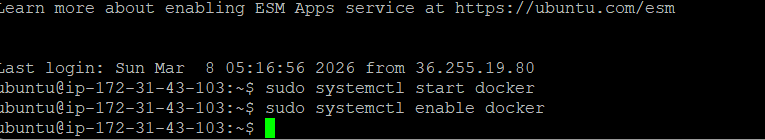 Learn more about enabling ESM Apps service at https://ubuntu.com/esm
Last login: Sun Mar  8 05:16:56 2026 from 36.255.19.80
ubuntu@ip-172-31-43-103:~$ sudo systemctl start docker
ubuntu@ip-172-31-43-103:~$ sudo systemctl enable docker
ubuntu@ip-172-31-43-103:~$